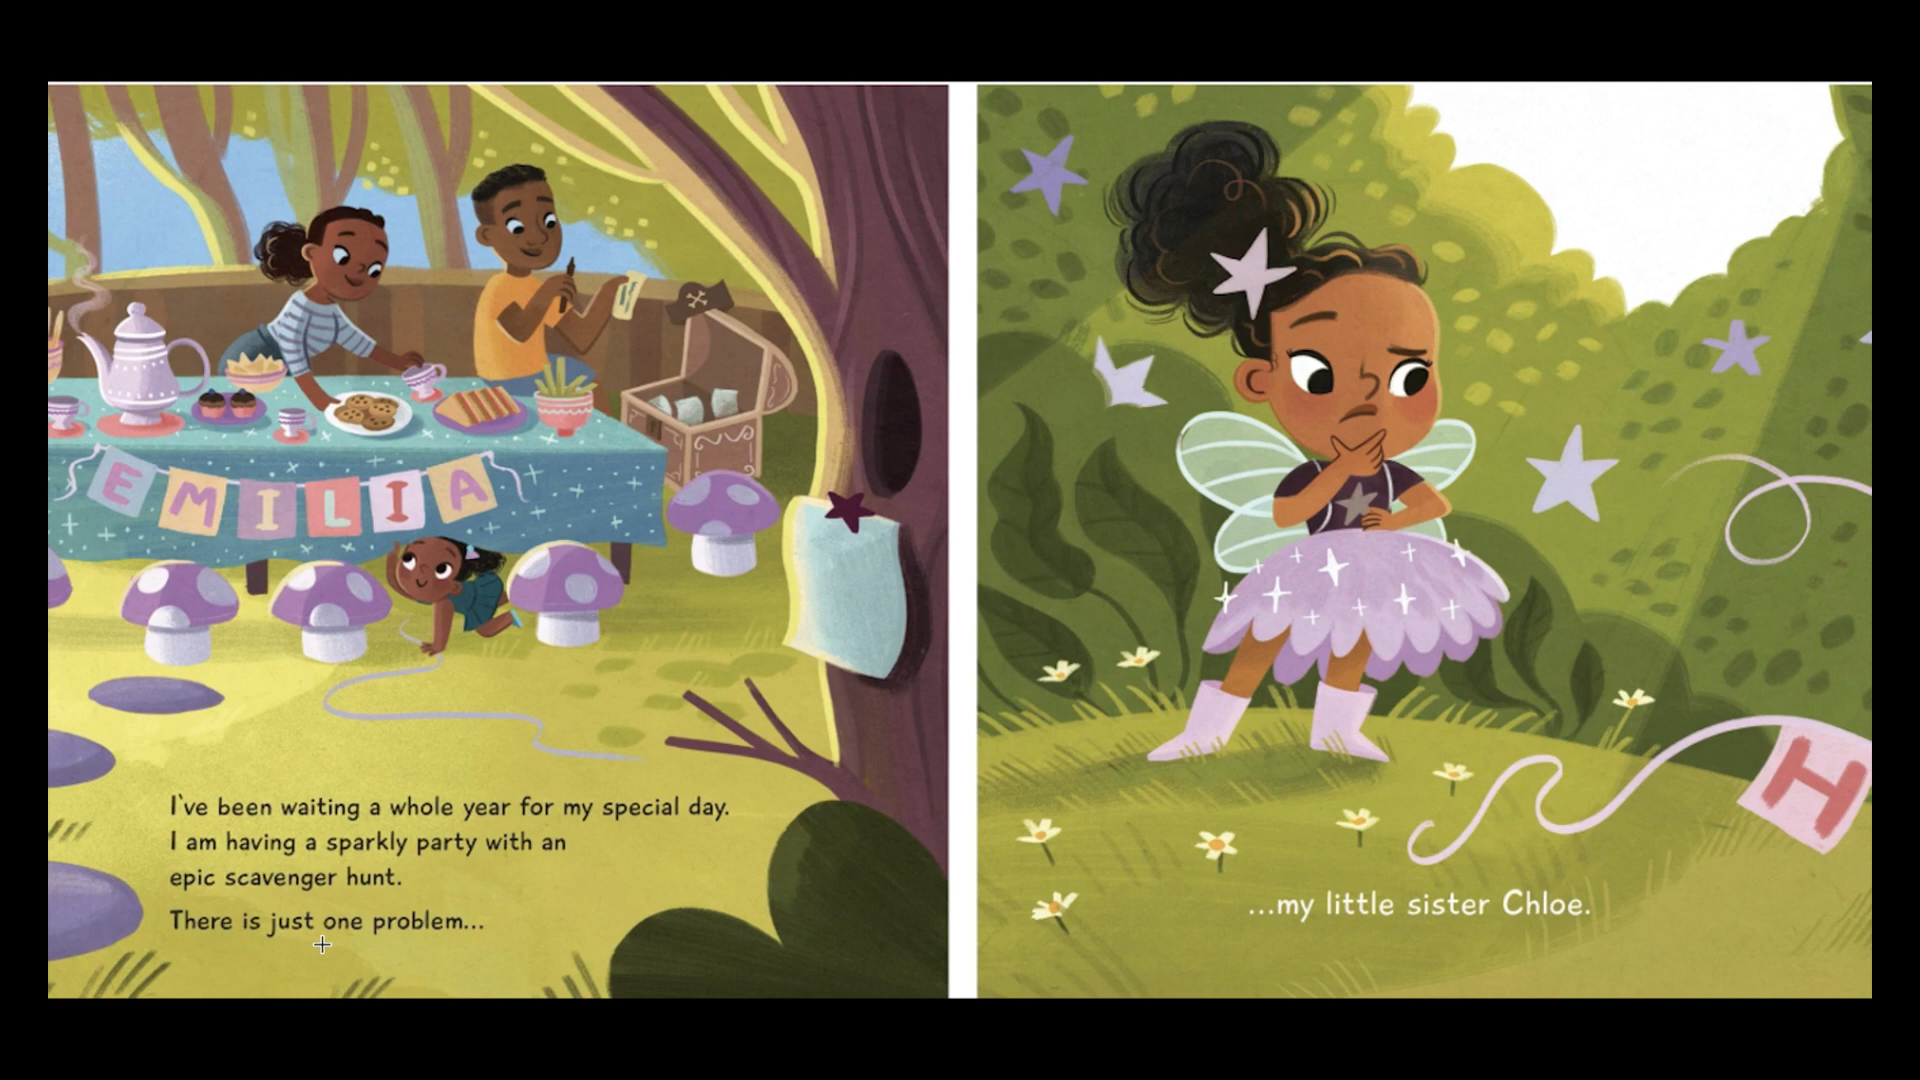 EMILIA
I've been waiting a whole year for my special day.
I am having a sparkly party with an
epic scavenger hunt.
There is just one problem...
H
...my little sister Chloe.